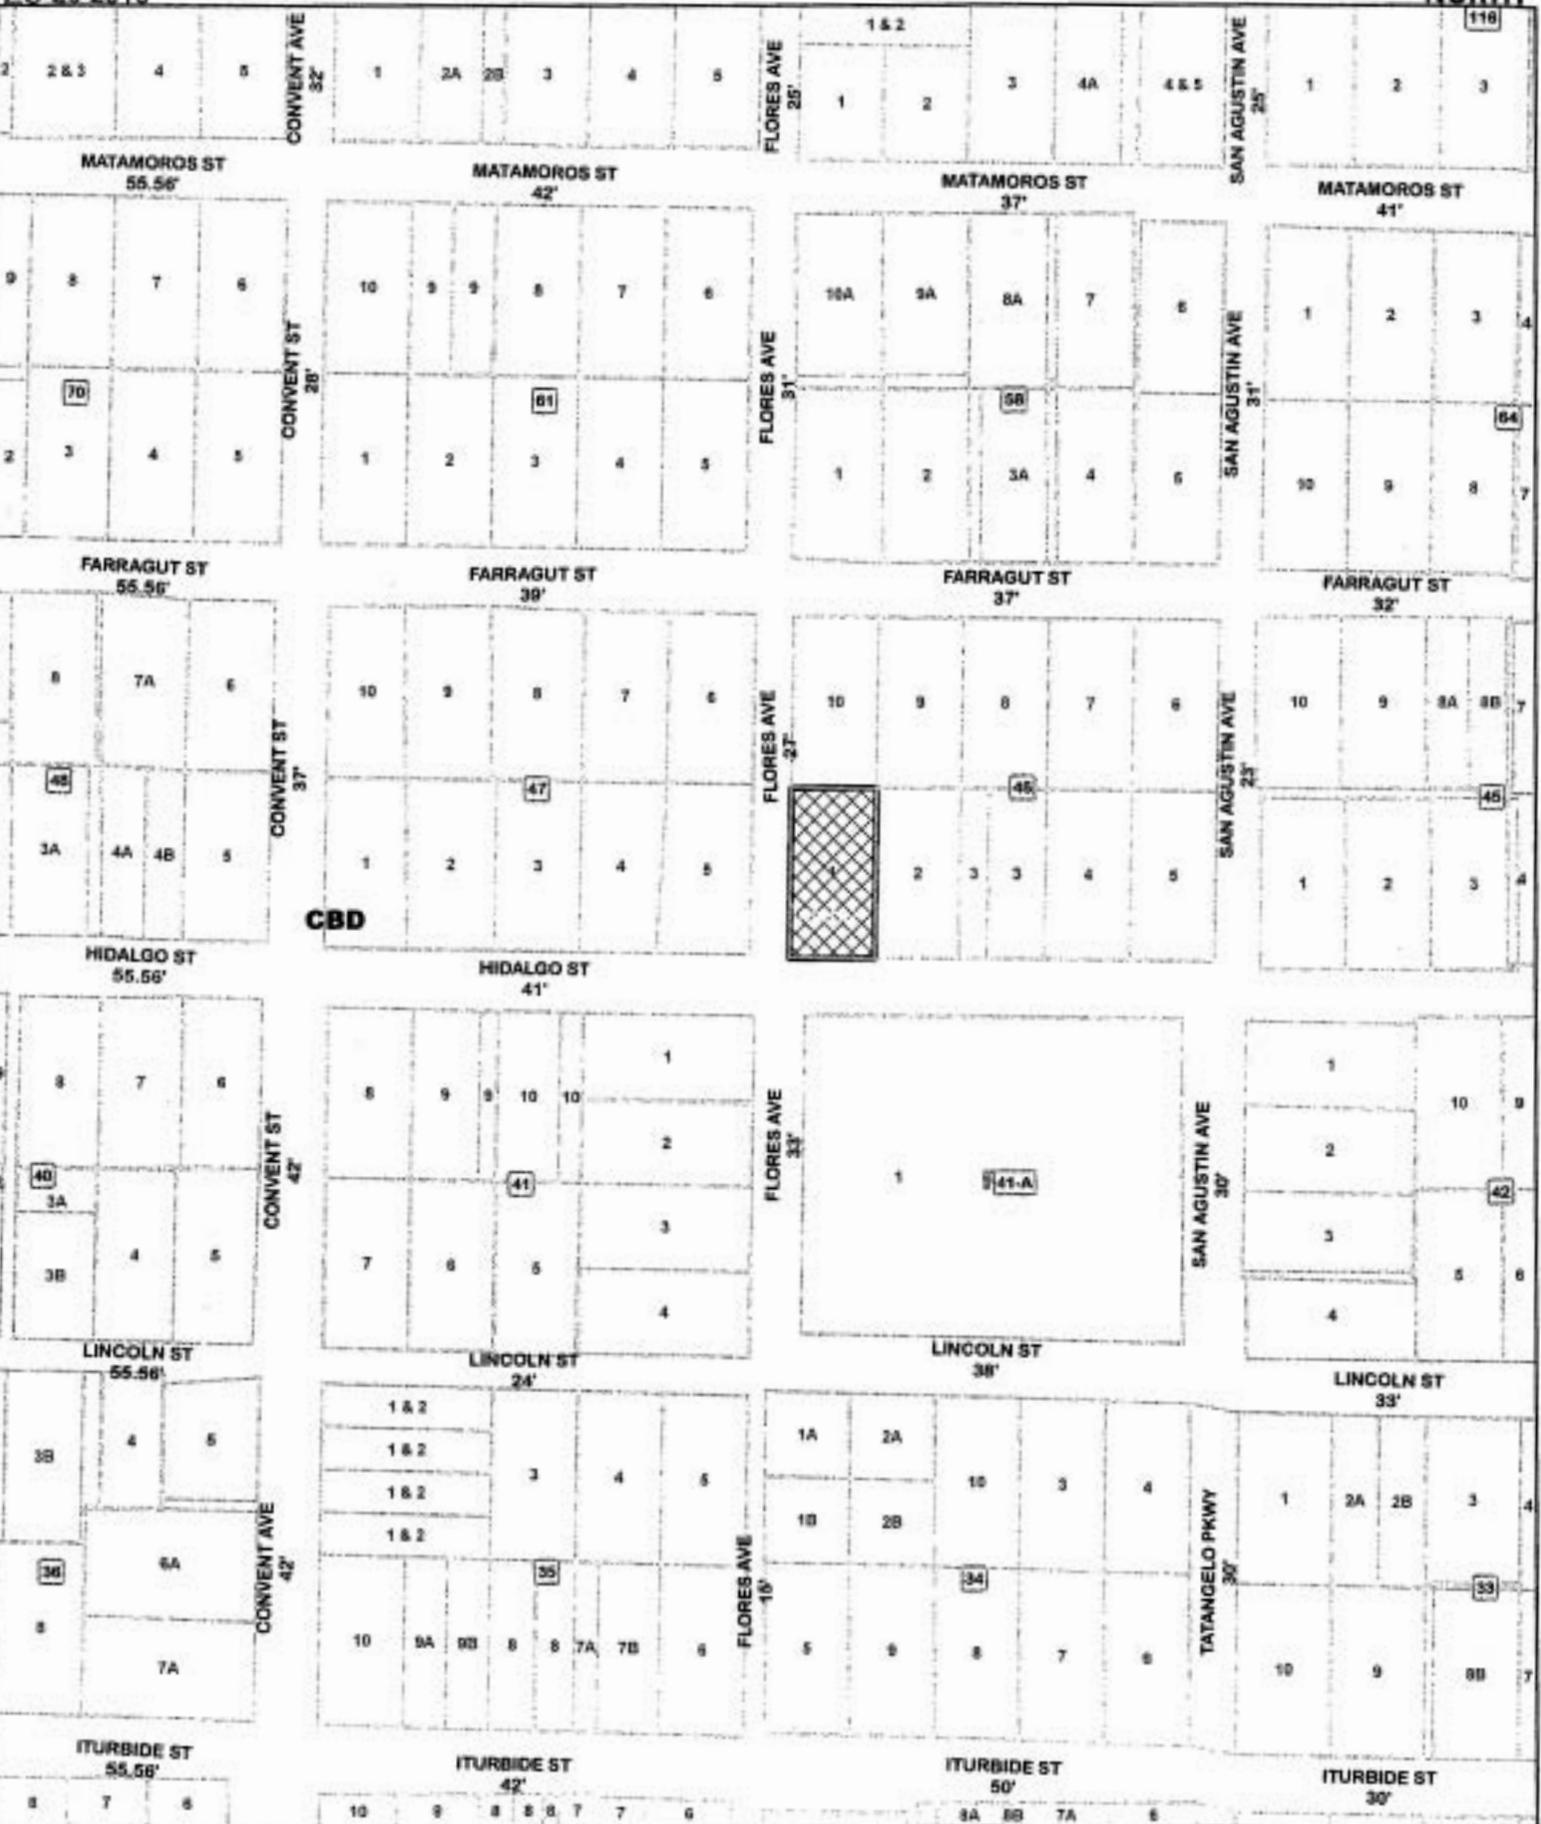 116
1 & 2
2 & 3 4 5
CONVENT AVE
32'
1 2A 2B 3 4 5
FLORES AVE
25'
1 2 3 4A 4 & 5
SAN AGUSTIN AVE
25'
1 2 3
MATAMOROS ST
55.56'
MATAMOROS ST
42'
MATAMOROS ST
37'
MATAMOROS ST
41'
9 8 7 6
10 9 9 8 7 6
10A 9A 8A 7 6
1 2 3 4
CONVENT ST
28'
FLORES AVE
31'
SAN AGUSTIN AVE
31'
70
61
58
64
2 3 4 5
1 2 3 4 5
1 2 3A 4 5
10 9 8 7
FARRAGUT ST
55.56'
FARRAGUT ST
39'
FARRAGUT ST
37'
FARRAGUT ST
32'
8 7A 6
10 9 8 7 6
10 9 8 7 6
10 9 8A 8B 7
CONVENT ST
37'
FLORES AVE
27'
SAN AGUSTIN AVE
23'
48
47
46
45
3A 4A 4B 5
1 2 3 4 5
1 2 3 3 4 5
1 2 3 4
CBD
HIDALGO ST
55.56'
HIDALGO ST
41'
8 7 6
8 9 9 10 10
1
2
3
4
1
1
2
3
4
10 9
CONVENT ST
42'
FLORES AVE
33'
SAN AGUSTIN AVE
30'
40
41
41-A
42
3A
3B 4 5
7 6 5
5 6
LINCOLN ST
55.56'
LINCOLN ST
24'
LINCOLN ST
38'
LINCOLN ST
33'
3B 4 5
1 & 2
1 & 2
1 & 2
1 & 2
3 4 5
1A 2A
1B 2B
10 3 4
1 2A 2B 3 4
CONVENT AVE
42'
FLORES AVE
15'
TATANGELO PKWY
30'
36
35
34
33
6A
8
7A
10 9A 9B 8 8 7A 7B 6
5 9 8 7 6
10 9 8B 7
ITURBIDE ST
55.56'
ITURBIDE ST
42'
ITURBIDE ST
50'
ITURBIDE ST
30'
8 7 6
10 9 8 8 8 7 7 6
8A 8B 7A 6